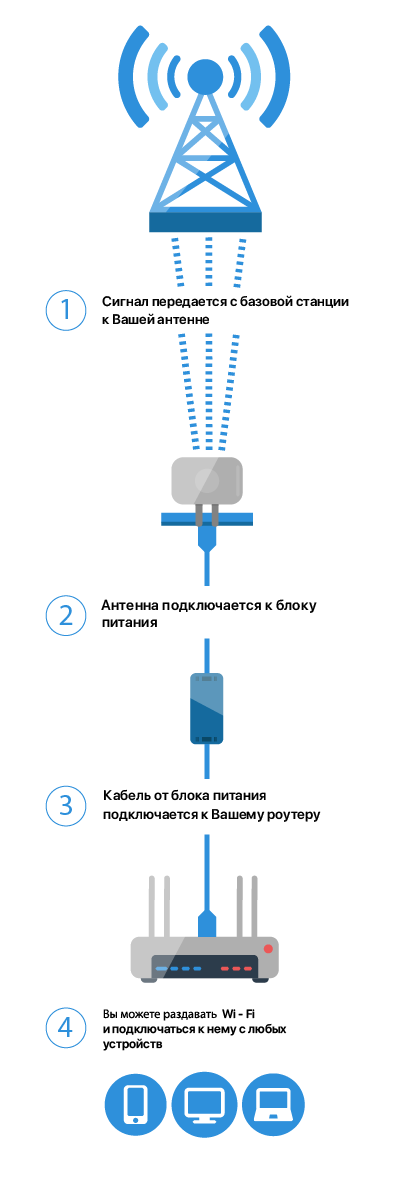 1
Сигнал передается с базовой станции
к Вашей антенне
2
Антенна подключается к блоку
питания
3
Кабель от блока питания
подключается к Вашему роутеру
4
Вы можете раздавать Wi - Fi
и подключаться к нему с любых
устройств